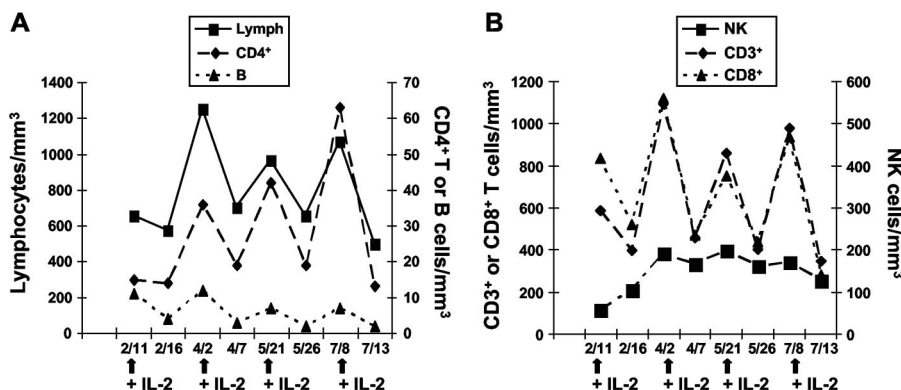 A
Lymph
CD4+
B
1400
1200
1000
800
600
400
200
0
Lymphocytes/mm3
70
60
50
40
30
20
10
0
CD4+ T or B cells/mm3
2/11 2/16 4/2 4/7 5/21 5/26 7/8 7/13
+ IL-2 + IL-2 + IL-2 + IL-2
B
NK
CD3+
CD8+
1200
1000
800
600
400
200
0
CD3+ or CD8+ T cells/mm3
600
500
400
300
200
100
0
NK cells/mm3
2/11 2/16 4/2 4/7 5/21 5/26 7/8 7/13
+ IL-2 + IL-2 + IL-2 + IL-2